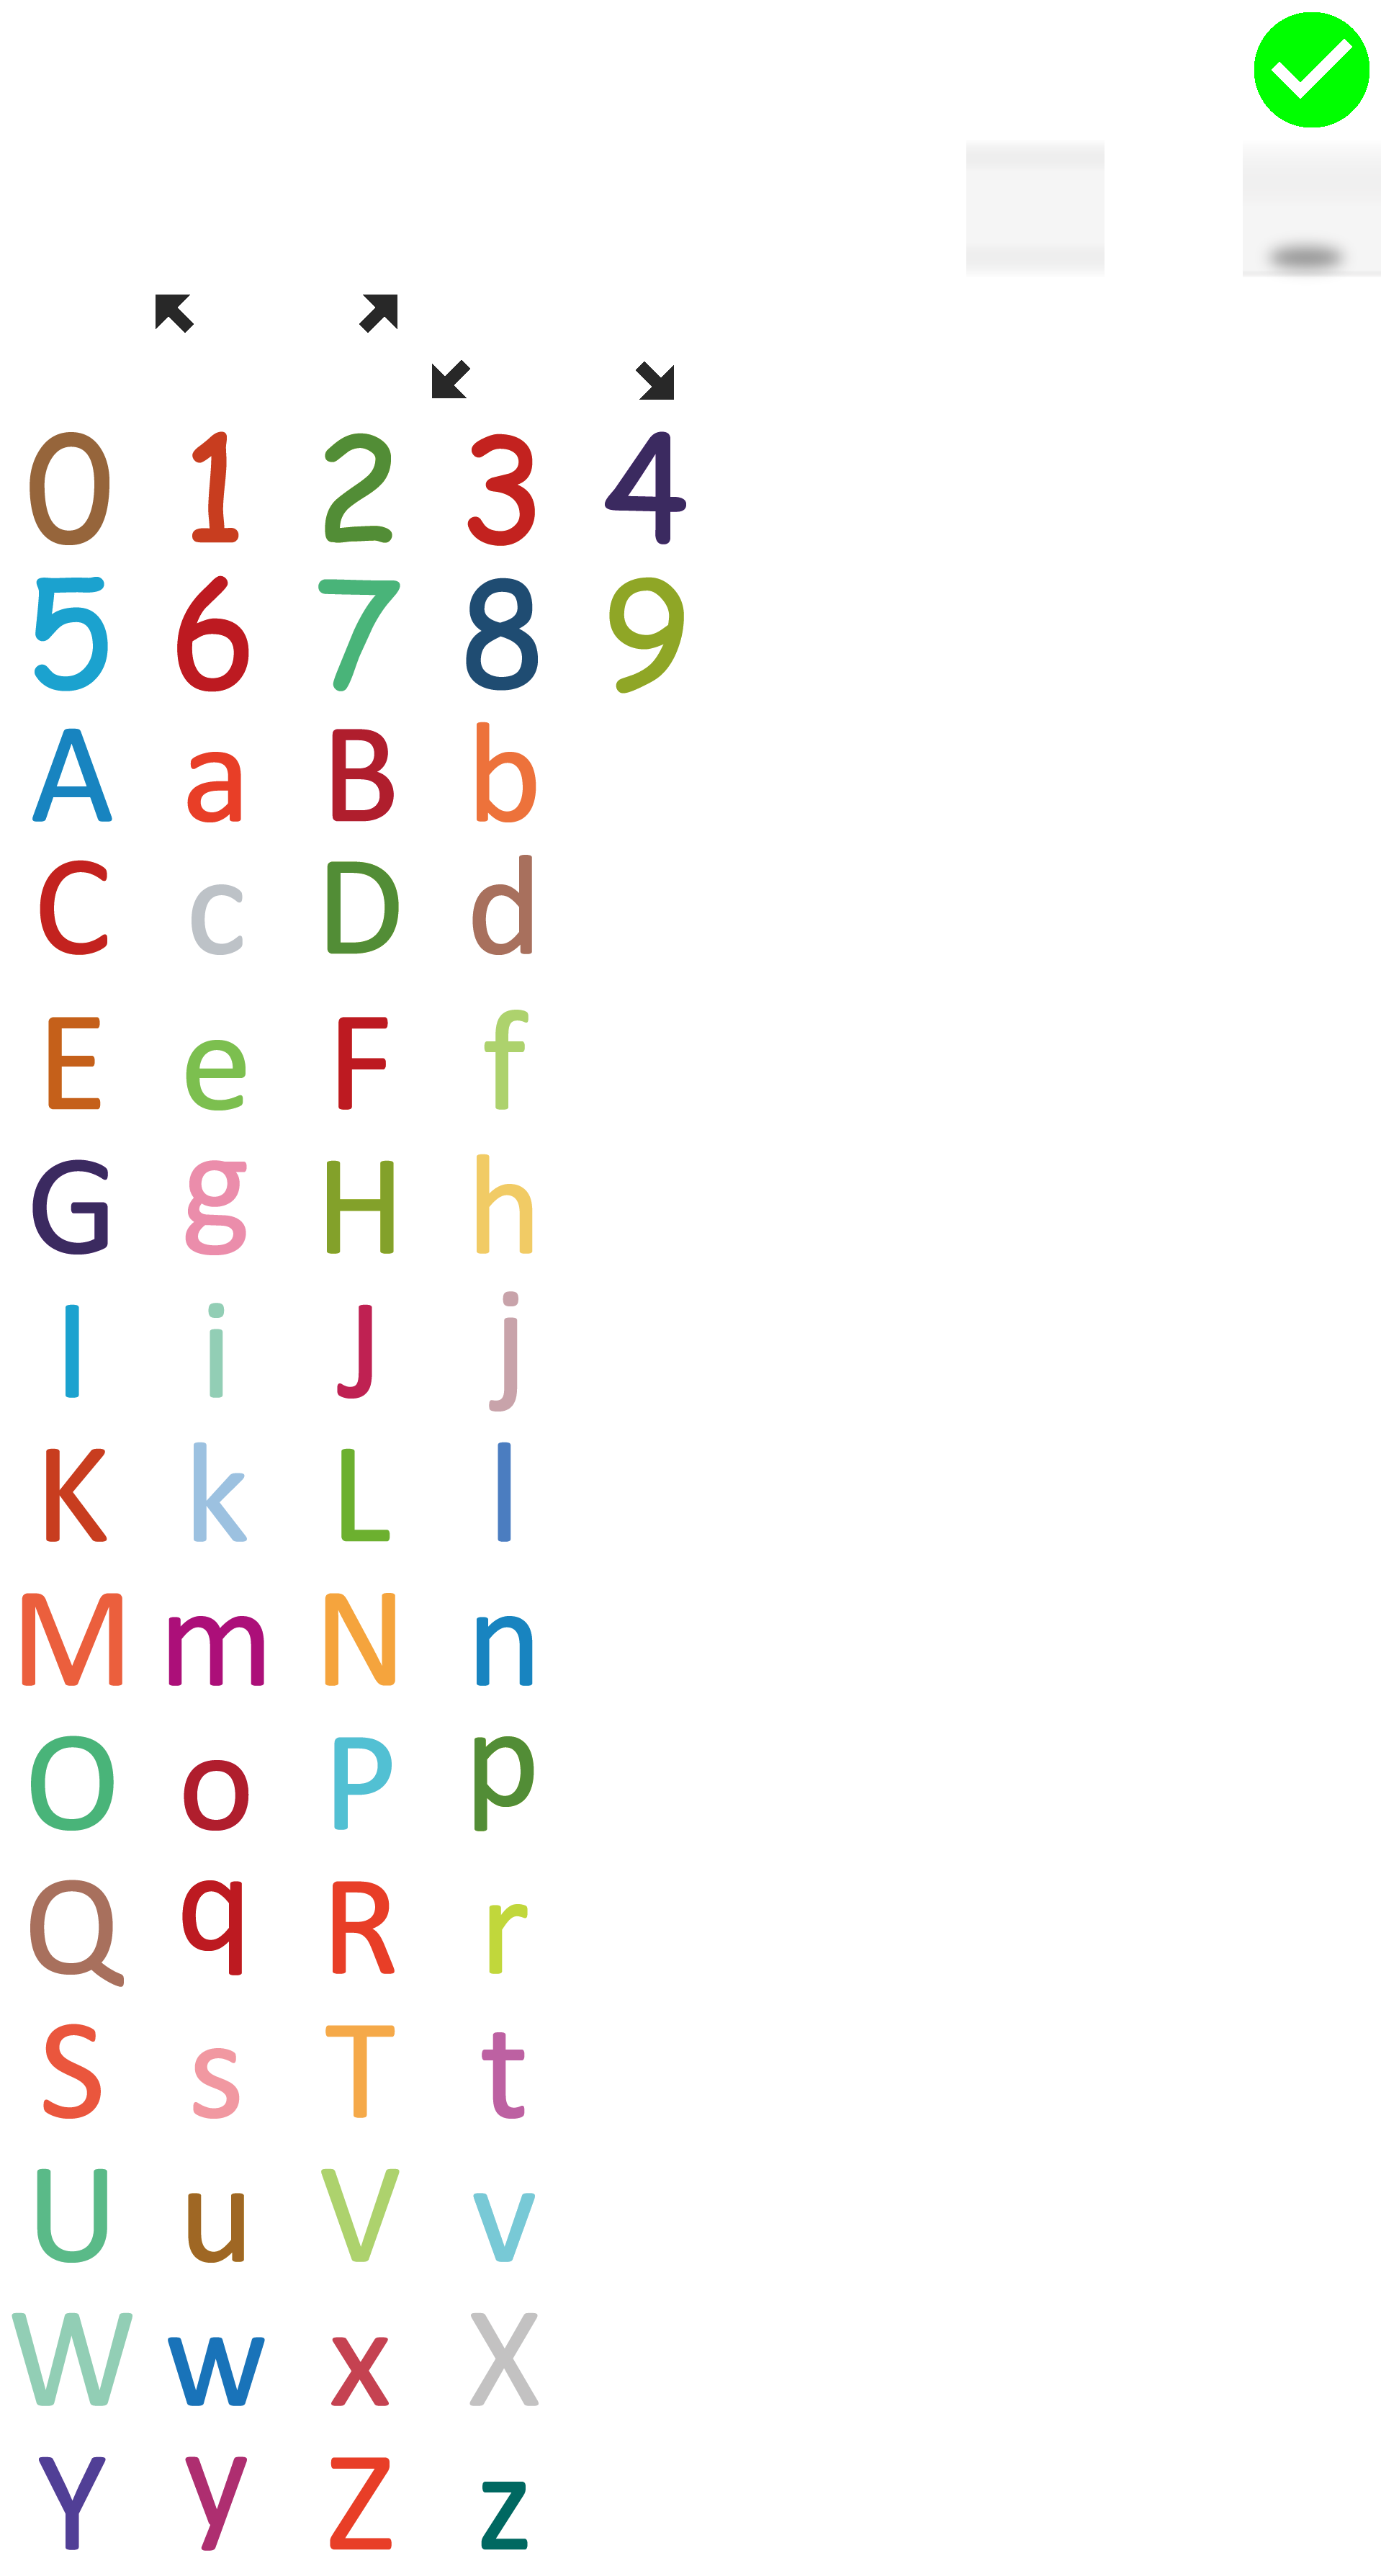 0 1 2 3 4
5 6 7 8 9
A a B b
C c D d
E e F f
G g H h
I i J j
K k L l
M m N n
O o P p
Q q R r
S s T t
U u V v
W w x X
Y y Z z